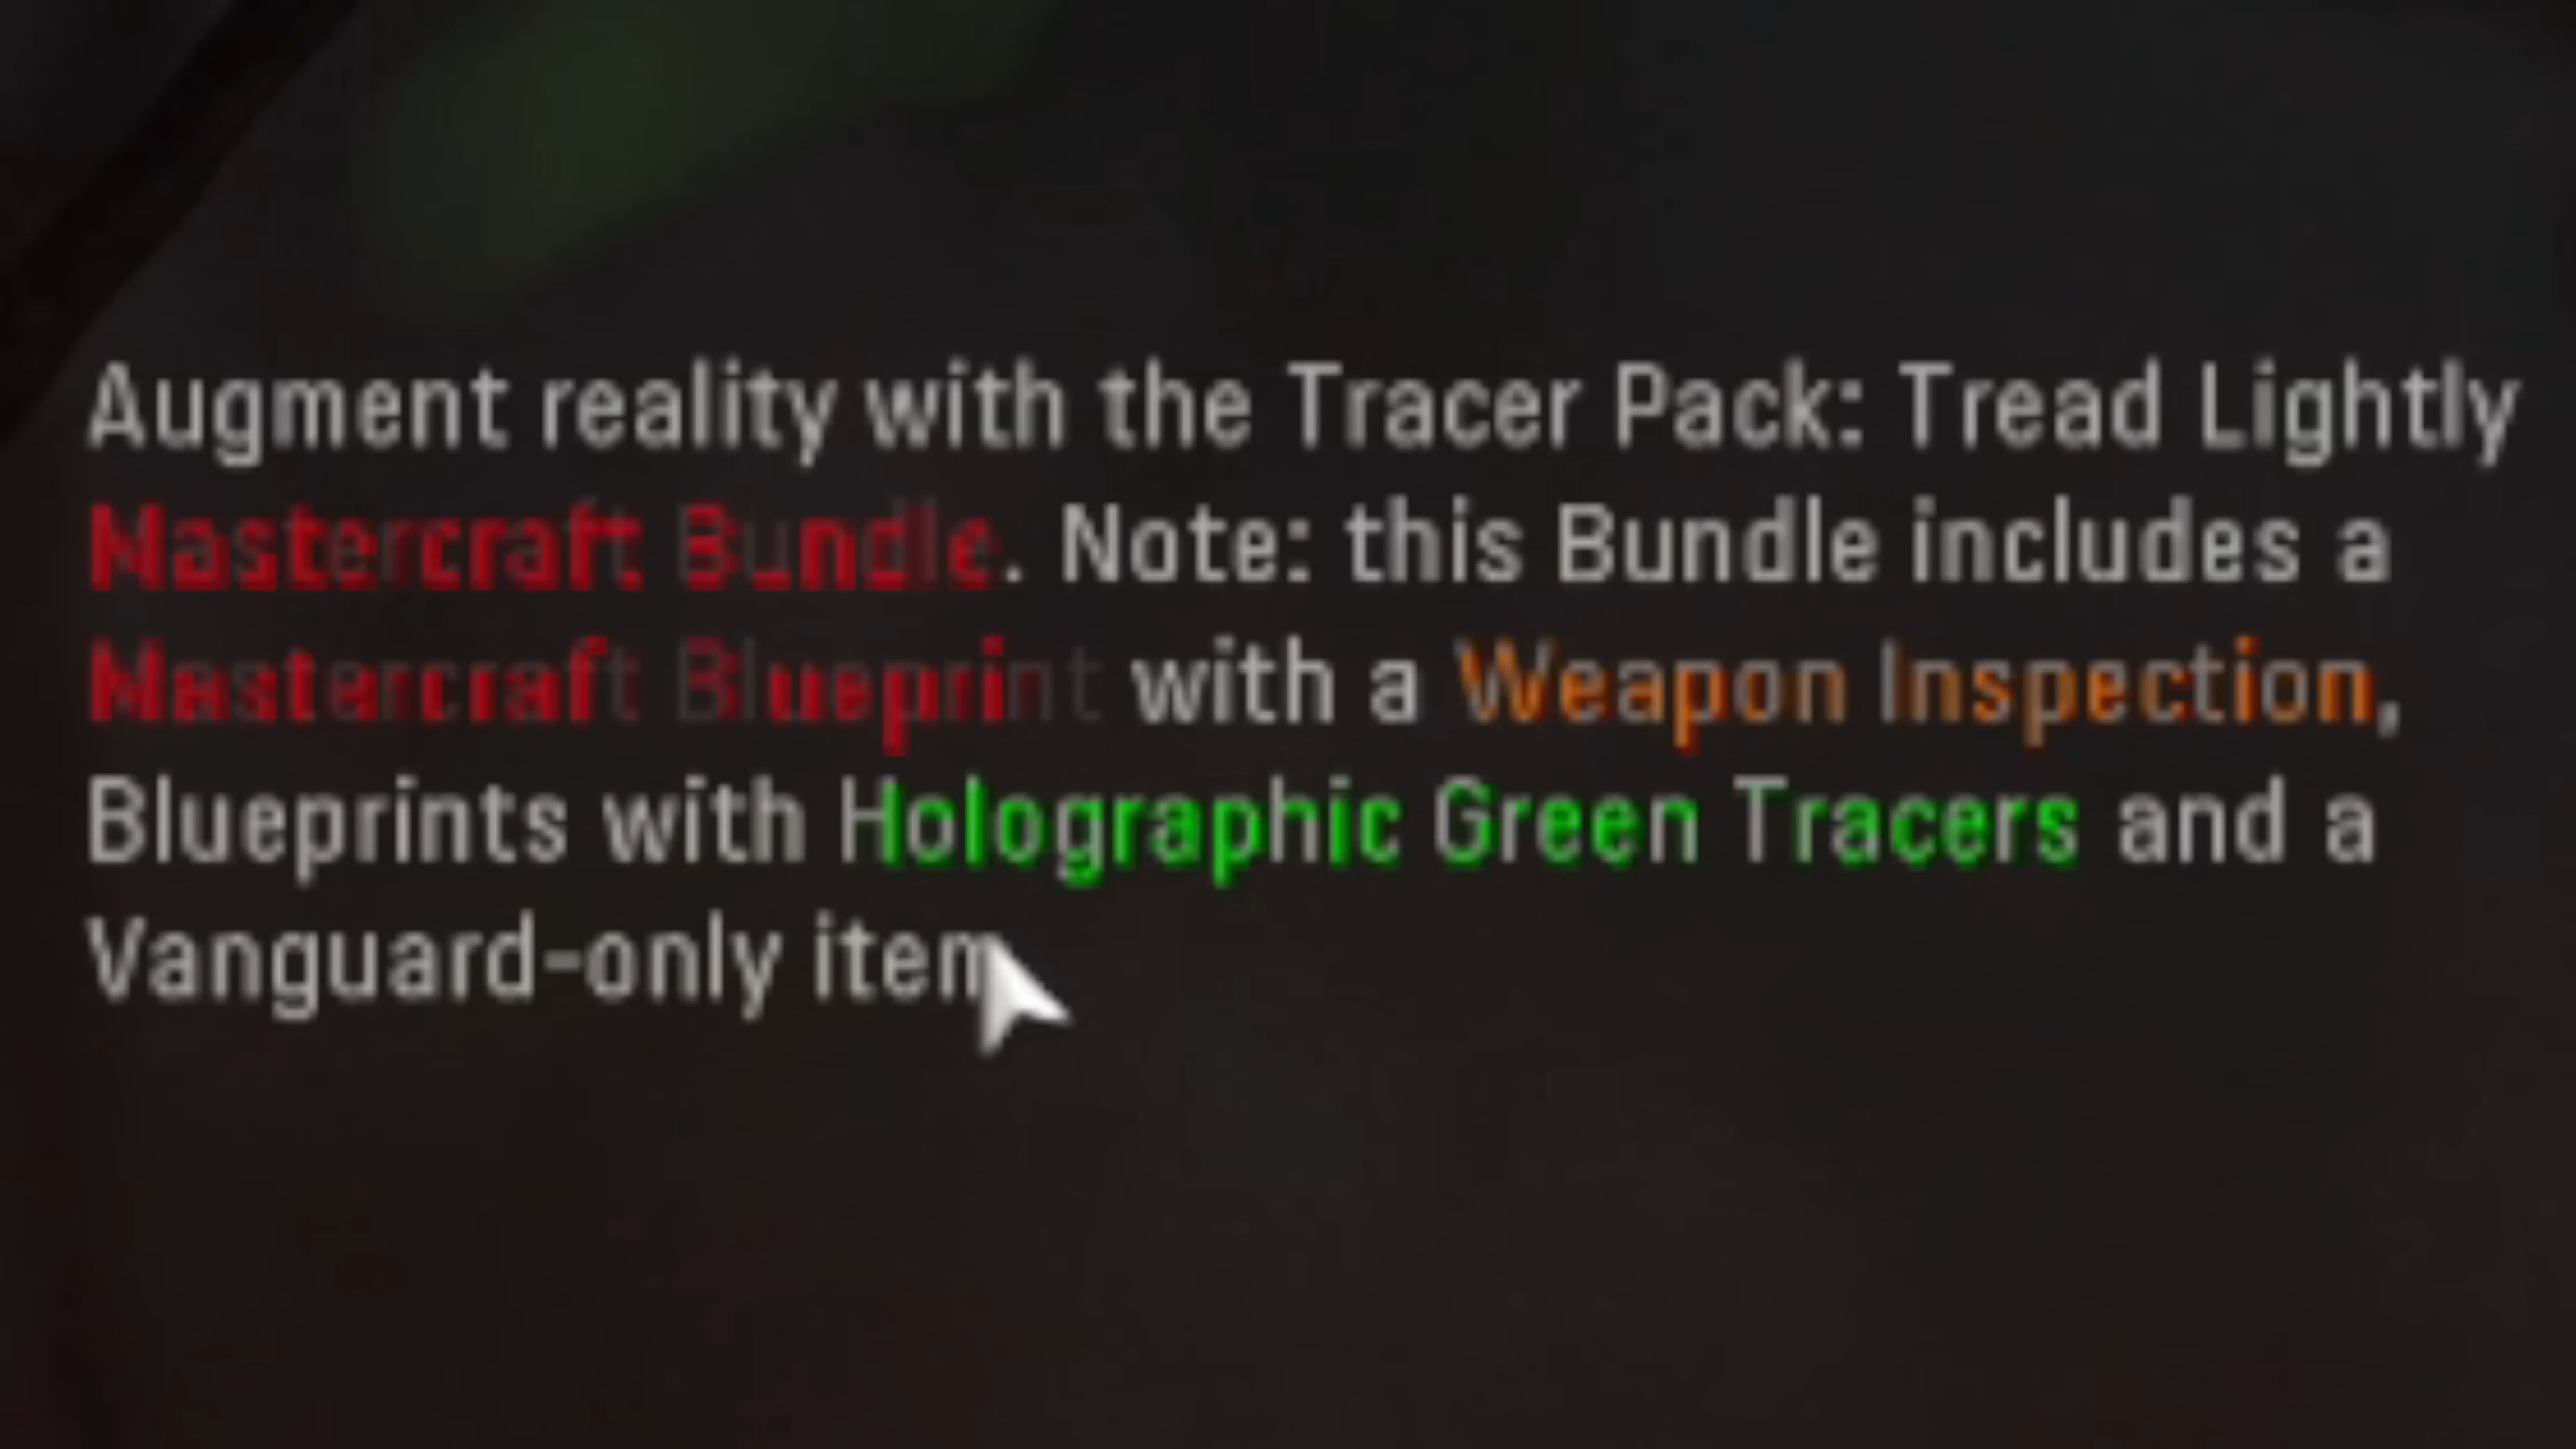 Augment reality with the Tracer Pack: Tread Lightly
Mastercraft Bundle. Note: this Bundle includes a
Mastercraft Blueprint with a Weapon Inspection,
Blueprints with Holographic Green Tracers and a
Vanguard-only item